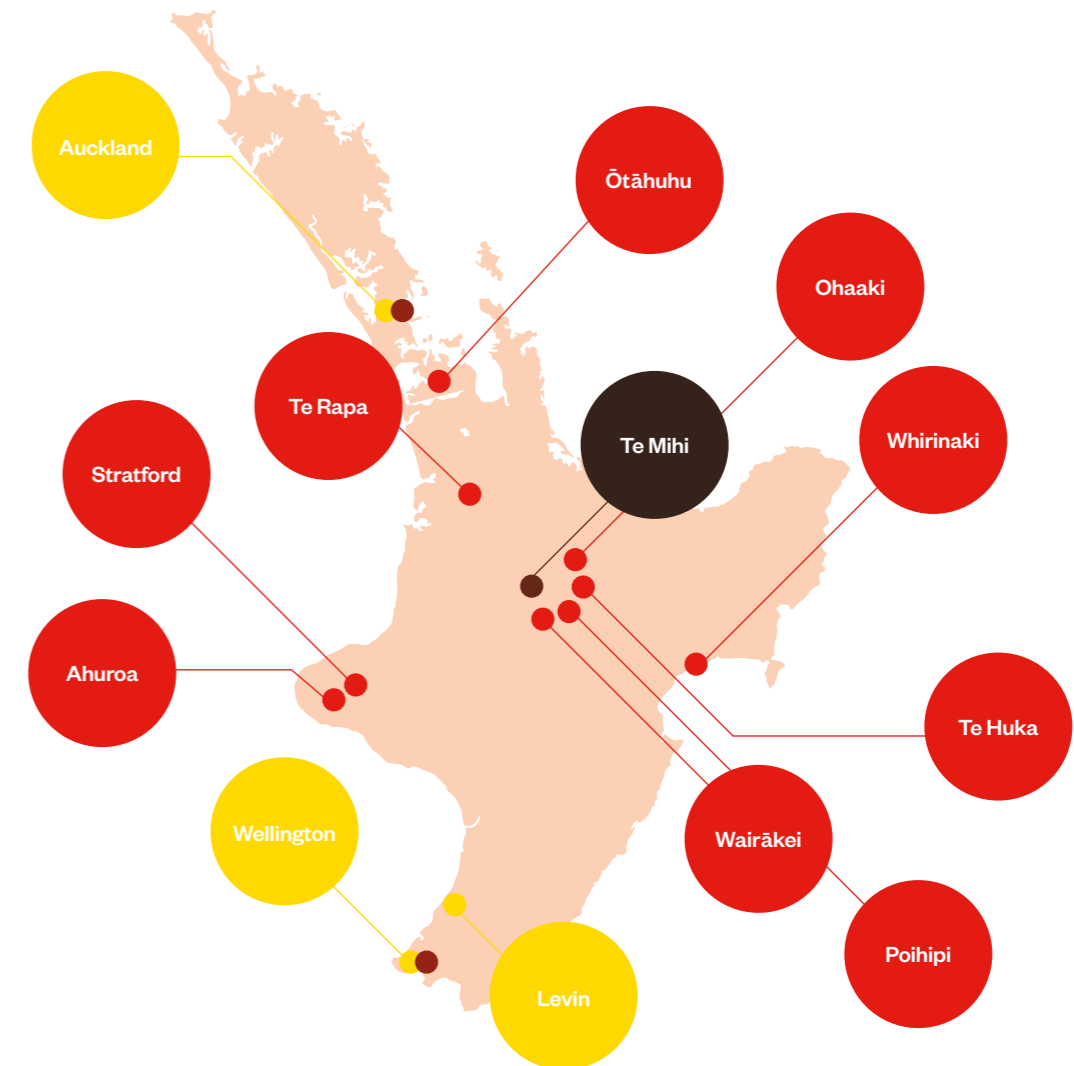 Auckland
Ōtāhuhu
Ohaaki
Te Rapa
Te Mihi
Whirinaki
Stratford
Ahuroa
Te Huka
Wellington
Wairākei
Poihipi
Levin